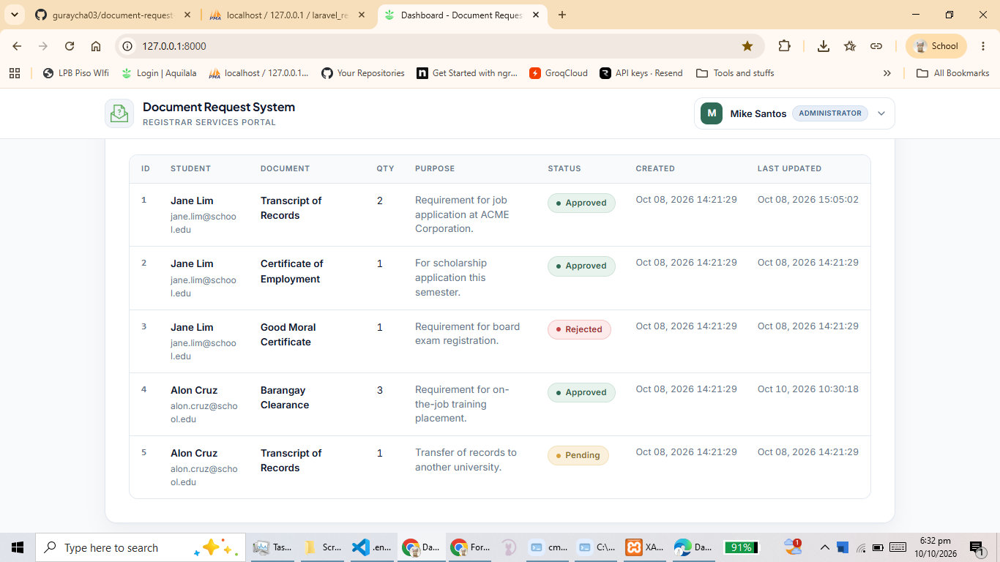 guraycha03/document-request
localhost / 127.0.0.1 / laravel_re
Dashboard - Document Reques
127.0.0.1:8000
School
LPB Piso WIfi
Login | Aquilala
localhost / 127.0.0.1...
Your Repositories
Get Started with ngr...
GroqCloud
API keys · Resend
Tools and stuffs
All Bookmarks
Document Request System
REGISTRAR SERVICES PORTAL
M
Mike Santos
ADMINISTRATOR
ID STUDENT DOCUMENT QTY PURPOSE STATUS CREATED LAST UPDATED
1 Jane Lim Transcript of 2 Requirement for job Approved Oct 08, 2026 14:21:29 Oct 08, 2026 15:05:02
jane.lim@schoo Records application at ACME
l.edu Corporation.
2 Jane Lim Certificate of 1 For scholarship Approved Oct 08, 2026 14:21:29 Oct 08, 2026 14:21:29
jane.lim@schoo Employment application this
l.edu semester.
3 Jane Lim Good Moral 1 Requirement for board Rejected Oct 08, 2026 14:21:29 Oct 08, 2026 14:21:29
jane.lim@schoo Certificate exam registration.
l.edu
4 Alon Cruz Barangay 3 Requirement for on- Approved Oct 08, 2026 14:21:29 Oct 10, 2026 10:30:18
alon.cruz@scho Clearance the-job training
ol.edu placement.
5 Alon Cruz Transcript of 1 Transfer of records to Pending Oct 08, 2026 14:21:29 Oct 08, 2026 14:21:29
alon.cruz@scho Records another university.
ol.edu
Type here to search
Tas...
Scr...
.en...
Da...
For...
cm...
C:\...
XA...
Da...
91%
1
6:32 pm
10/10/2026
1